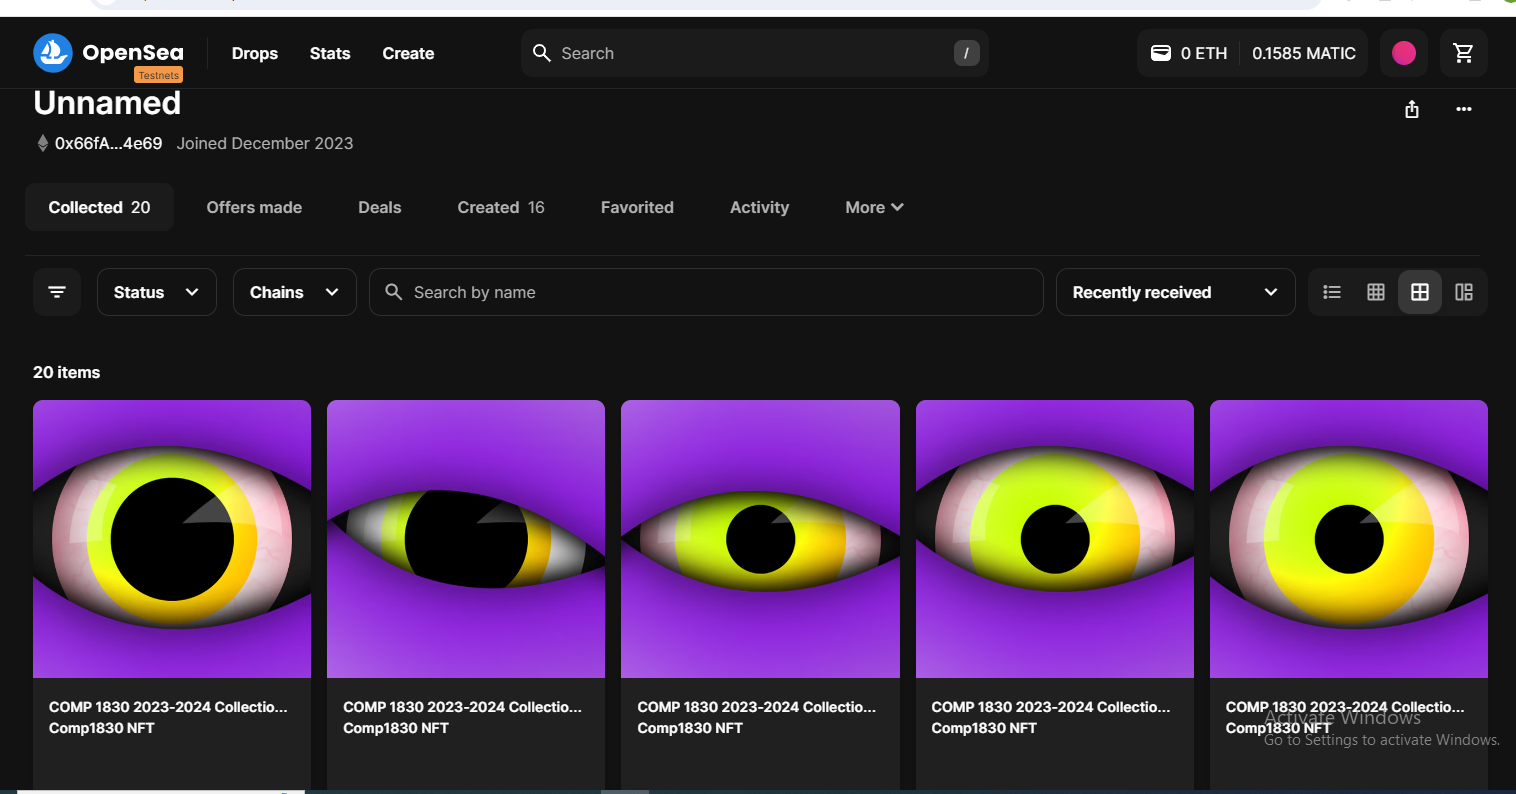 OpenSea
Testnets
Drops
Stats
Create
Search
/
0 ETH
0.1585 MATIC
Unnamed
0x66fA...4e69 Joined December 2023
Collected 20
Offers made
Deals
Created 16
Favorited
Activity
More
Status
Chains
Search by name
Recently received
20 items
COMP 1830 2023-2024 Collectio...
Comp1830 NFT
COMP 1830 2023-2024 Collectio...
Comp1830 NFT
COMP 1830 2023-2024 Collectio...
Comp1830 NFT
COMP 1830 2023-2024 Collectio...
Comp1830 NFT
COMP 1830 2023-2024 Collectio...
Comp1830 NFT
Activate Windows
Go to Settings to activate Windows.